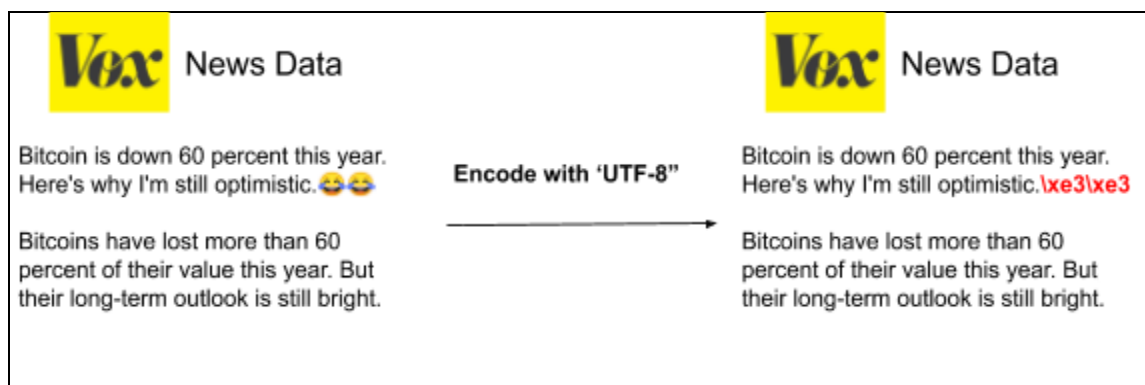 Vox News Data
Bitcoin is down 60 percent this year.
Here's why I'm still optimistic.😂😂
Bitcoins have lost more than 60
percent of their value this year. But
their long-term outlook is still bright.
Encode with ‘UTF-8”
Vox News Data
Bitcoin is down 60 percent this year.
Here's why I'm still optimistic.\xe3\xe3
Bitcoins have lost more than 60
percent of their value this year. But
their long-term outlook is still bright.